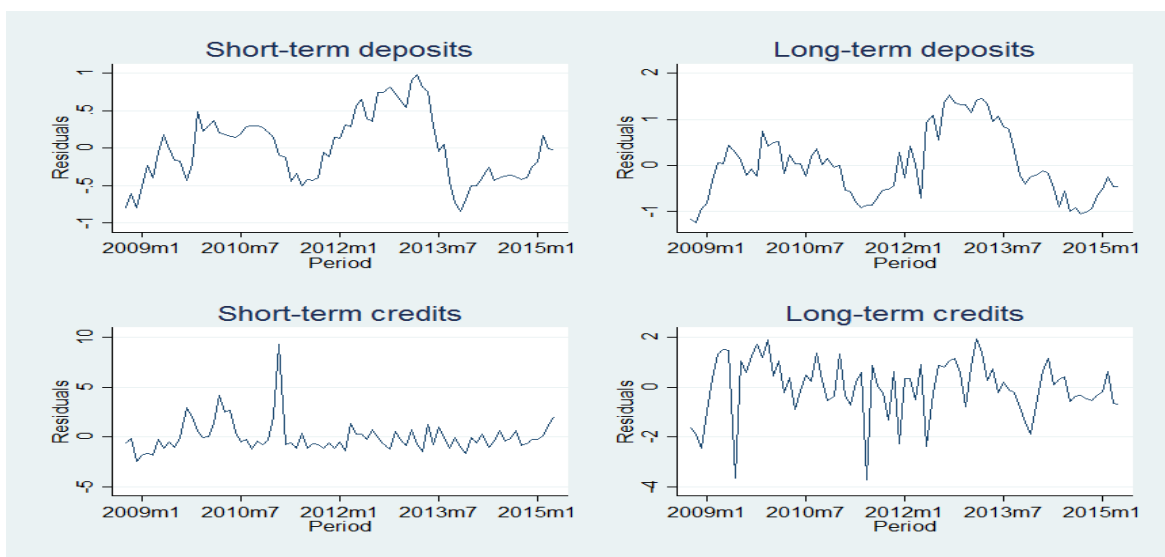 Short-term deposits
Residuals
1
.5
0
-.5
-1
2009m1 2010m7 2012m1 2013m7 2015m1
Period
Long-term deposits
Residuals
2
1
0
-1
2009m1 2010m7 2012m1 2013m7 2015m1
Period
Short-term credits
Residuals
10
5
0
-5
2009m1 2010m7 2012m1 2013m7 2015m1
Period
Long-term credits
Residuals
2
0
-2
-4
2009m1 2010m7 2012m1 2013m7 2015m1
Period